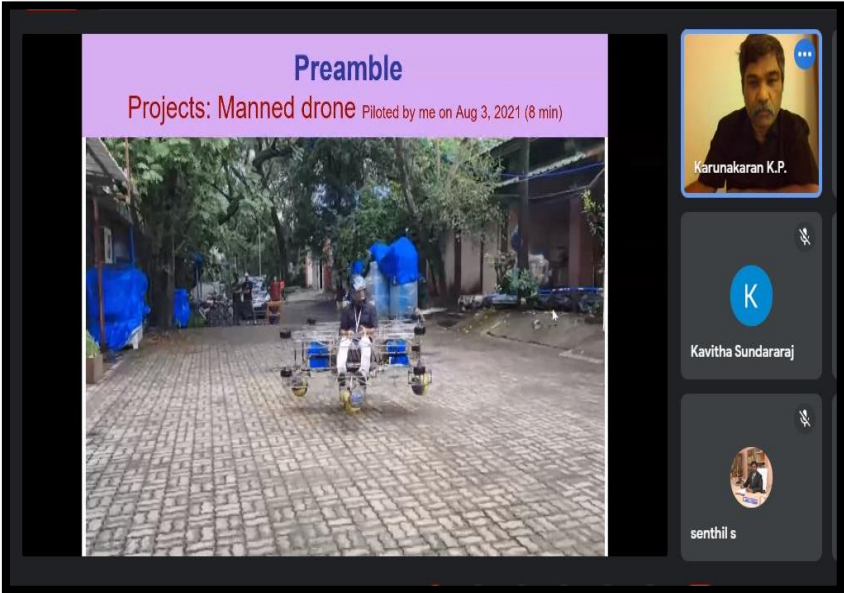 Preamble
Projects: Manned drone Piloted by me on Aug 3, 2021 (8 min)
Karunakaran K.P.
K
Kavitha Sundararaj
senthil s